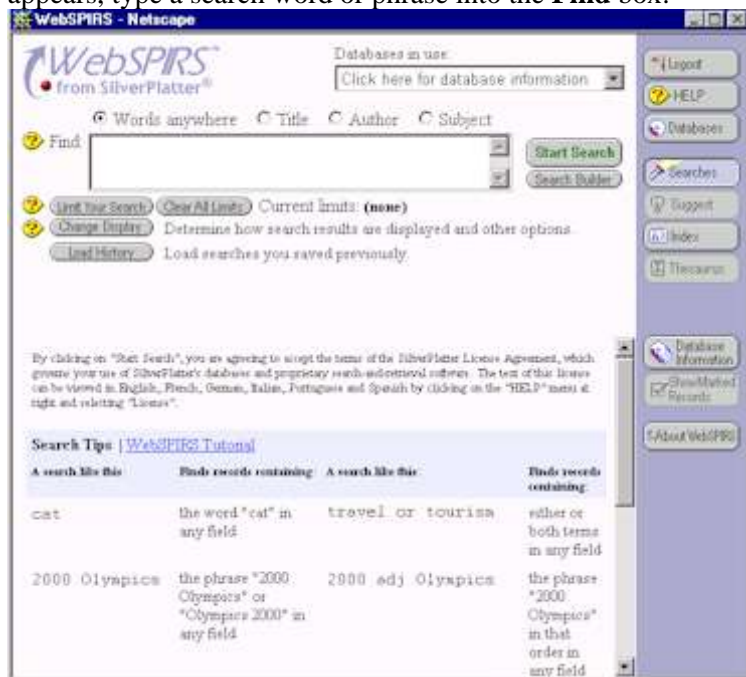 appears, type a search word or phrase into the Find box.
WebSPIRS - Netscape
WebSPIRS™
from SilverPlatter®
Databases in use:
Click here for database information
Words anywhere Title Author Subject
Find
Start Search
Search Builder
Limit Your Search Clear All Limits Current limits: (none)
Change Display Determine how search results are displayed and other options.
Load History Load searches you saved previously.
By clicking on "Start Search", you are agreeing to accept the terms of the SilverPlatter License Agreement, which
governs your use of SilverPlatter's databases and proprietary search-and-retrieval software. The text of this license
can be viewed in English, French, German, Italian, Portuguese and Spanish by clicking on the "HELP" menu at
right and selecting "License".
Search Tips | WebSPIRS Tutorial
A search like this Finds records containing A search like this: Finds records
containing:
cat the word "cat" in travel or tourism either or
any field both terms
in any field
2000 Olympics the phrase "2000 2000 adj Olympics the phrase
Olympics" or "2000
"Olympics 2000" in Olympics"
any field in that
order in
any field
Logout
HELP
Databases
Searches
Suggest
Index
Thesaurus
Database
Information
Show Marked
Records
About WebSPIRS